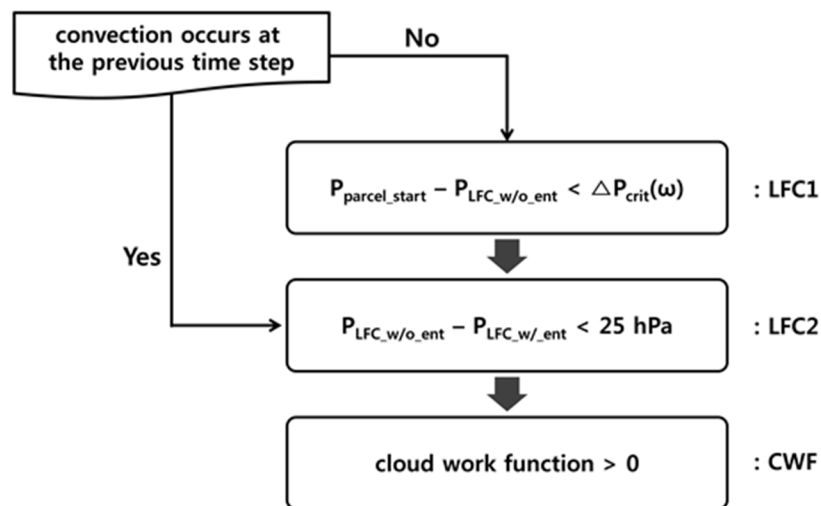 convection occurs at
the previous time step
No
P_parcel_start – P_LFC_w/o_ent < △P_crit(ω)
: LFC1
Yes
P_LFC_w/o_ent – P_LFC_w/_ent < 25 hPa
: LFC2
cloud work function > 0
: CWF